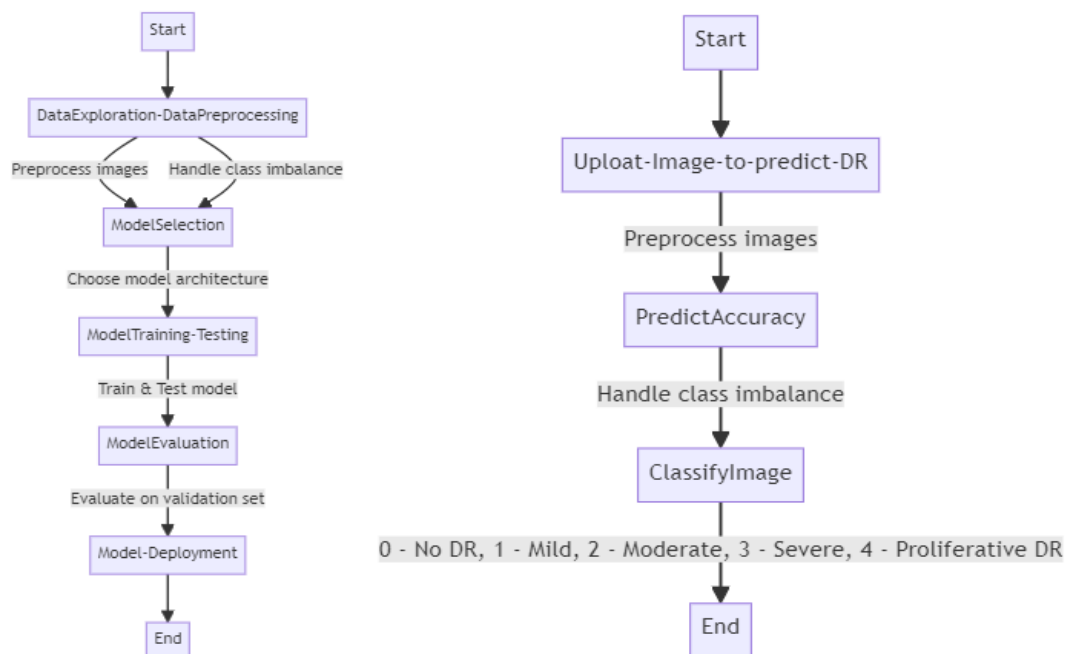 Start
DataExploration-DataPreprocessing
Preprocess images
Handle class imbalance
ModelSelection
Choose model architecture
ModelTraining-Testing
Train & Test model
ModelEvaluation
Evaluate on validation set
Model-Deployment
End
Start
Uploat-Image-to-predict-DR
Preprocess images
PredictAccuracy
Handle class imbalance
ClassifyImage
0 - No DR, 1 - Mild, 2 - Moderate, 3 - Severe, 4 - Proliferative DR
End